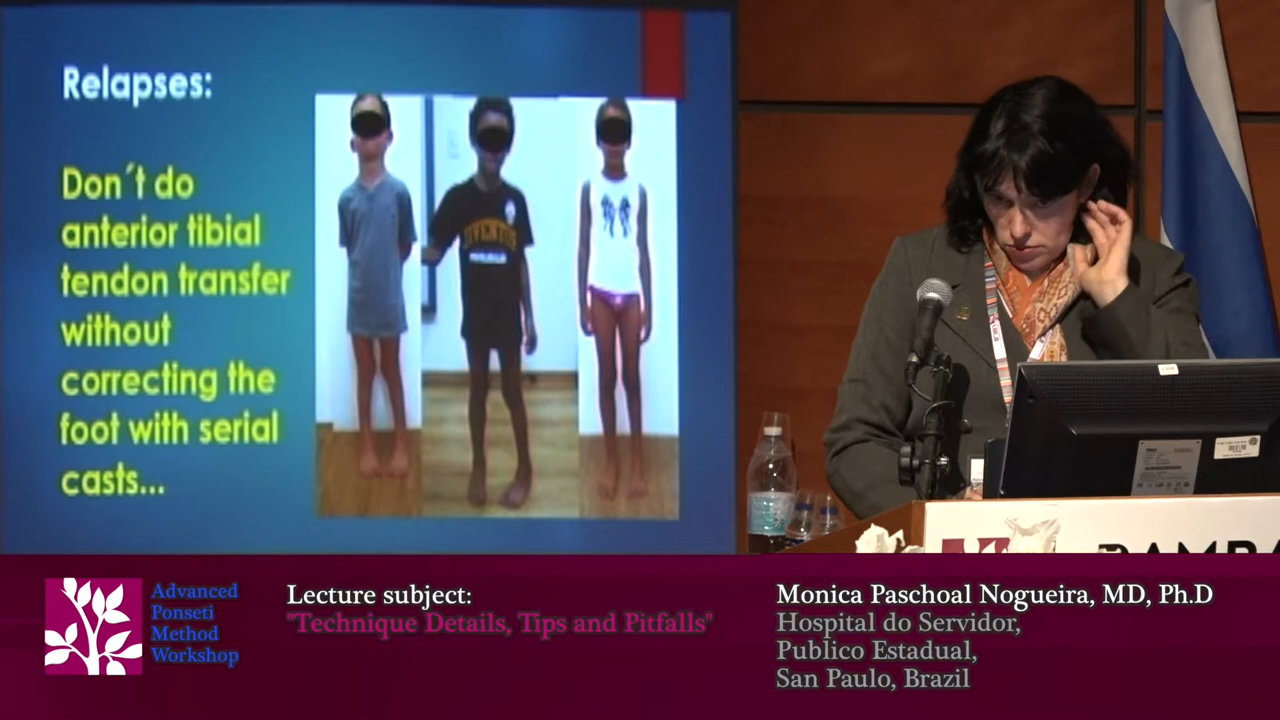 Relapses:
Don´t do
anterior tibial
tendon transfer
without
correcting the
foot with serial
casts...
Advanced
Ponseti
Method
Workshop
Lecture subject:
"Technique Details, Tips and Pitfalls"
Monica Paschoal Nogueira, MD, Ph.D
Hospital do Servidor,
Publico Estadual,
San Paulo, Brazil